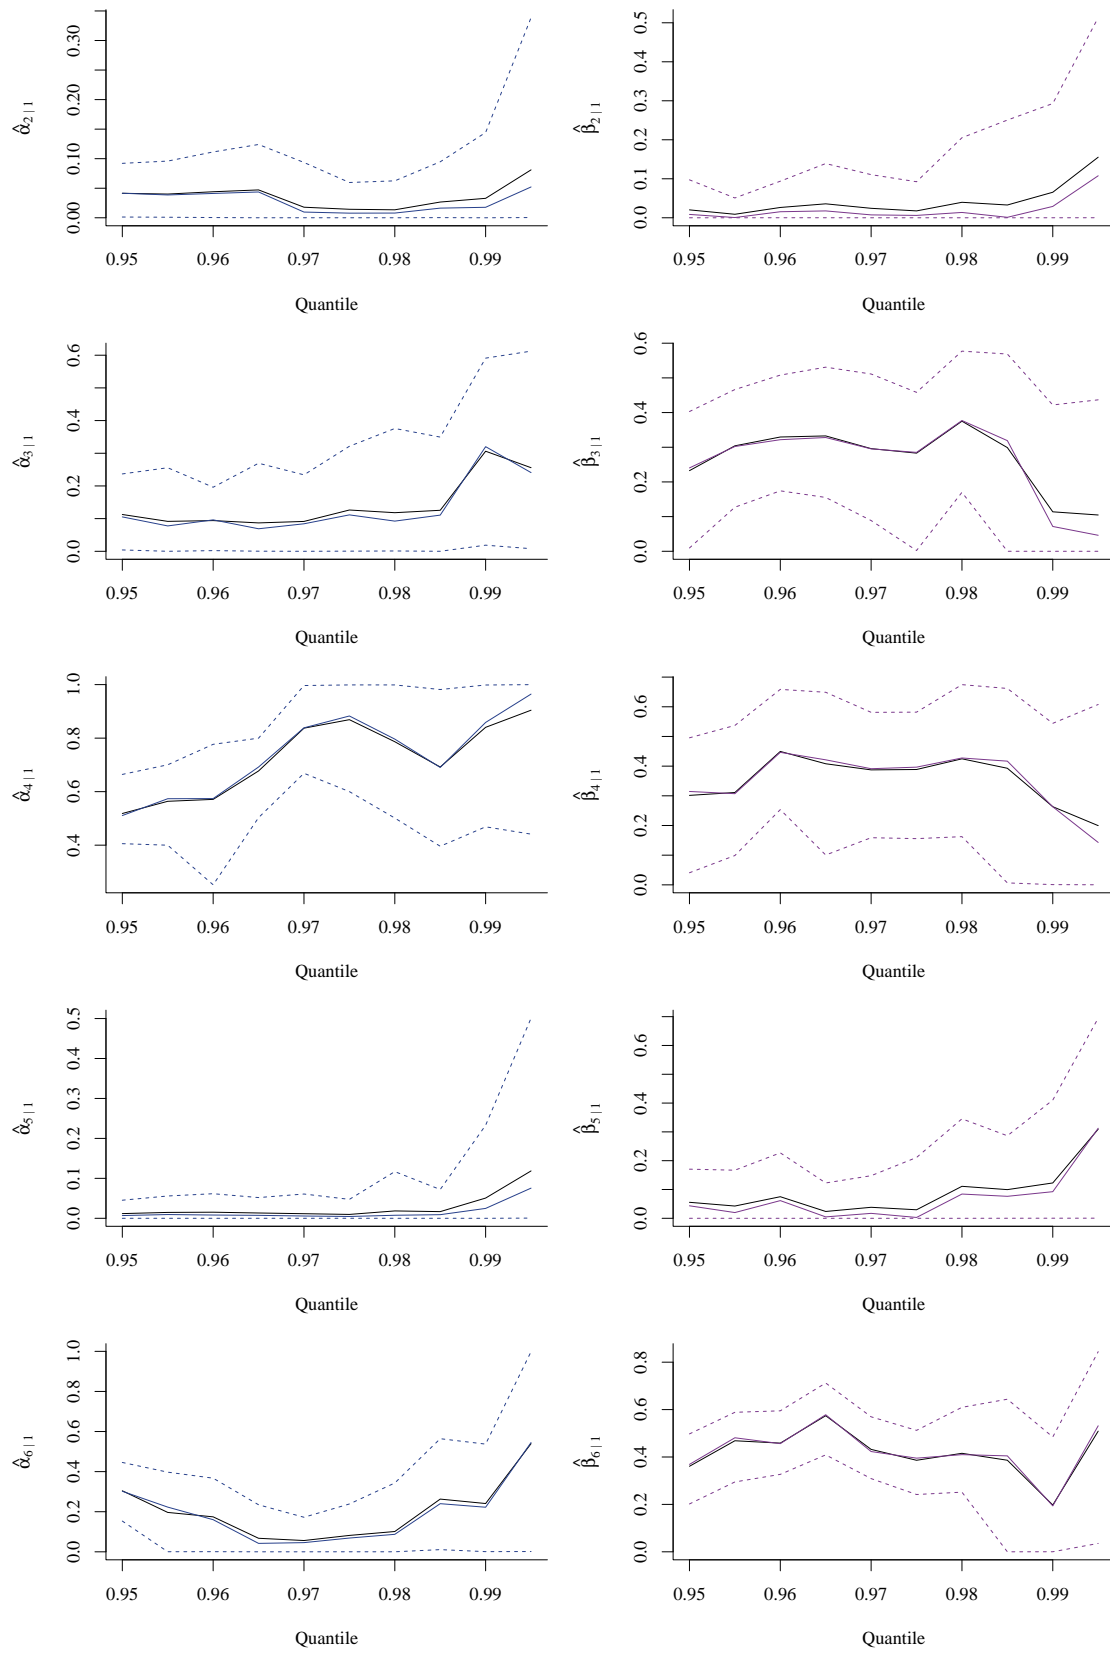 α̂2 | 1
0.00 0.10 0.20 0.30
0.95 0.96 0.97 0.98 0.99
Quantile
β̂2 | 1
0.0 0.1 0.2 0.3 0.4 0.5
0.95 0.96 0.97 0.98 0.99
Quantile
α̂3 | 1
0.0 0.2 0.4 0.6
0.95 0.96 0.97 0.98 0.99
Quantile
β̂3 | 1
0.0 0.2 0.4 0.6
0.95 0.96 0.97 0.98 0.99
Quantile
α̂4 | 1
0.4 0.6 0.8 1.0
0.95 0.96 0.97 0.98 0.99
Quantile
β̂4 | 1
0.0 0.2 0.4 0.6
0.95 0.96 0.97 0.98 0.99
Quantile
α̂5 | 1
0.0 0.1 0.2 0.3 0.4 0.5
0.95 0.96 0.97 0.98 0.99
Quantile
β̂5 | 1
0.0 0.2 0.4 0.6
0.95 0.96 0.97 0.98 0.99
Quantile
α̂6 | 1
0.0 0.2 0.4 0.6 0.8 1.0
0.95 0.96 0.97 0.98 0.99
Quantile
β̂6 | 1
0.0 0.2 0.4 0.6 0.8
0.95 0.96 0.97 0.98 0.99
Quantile